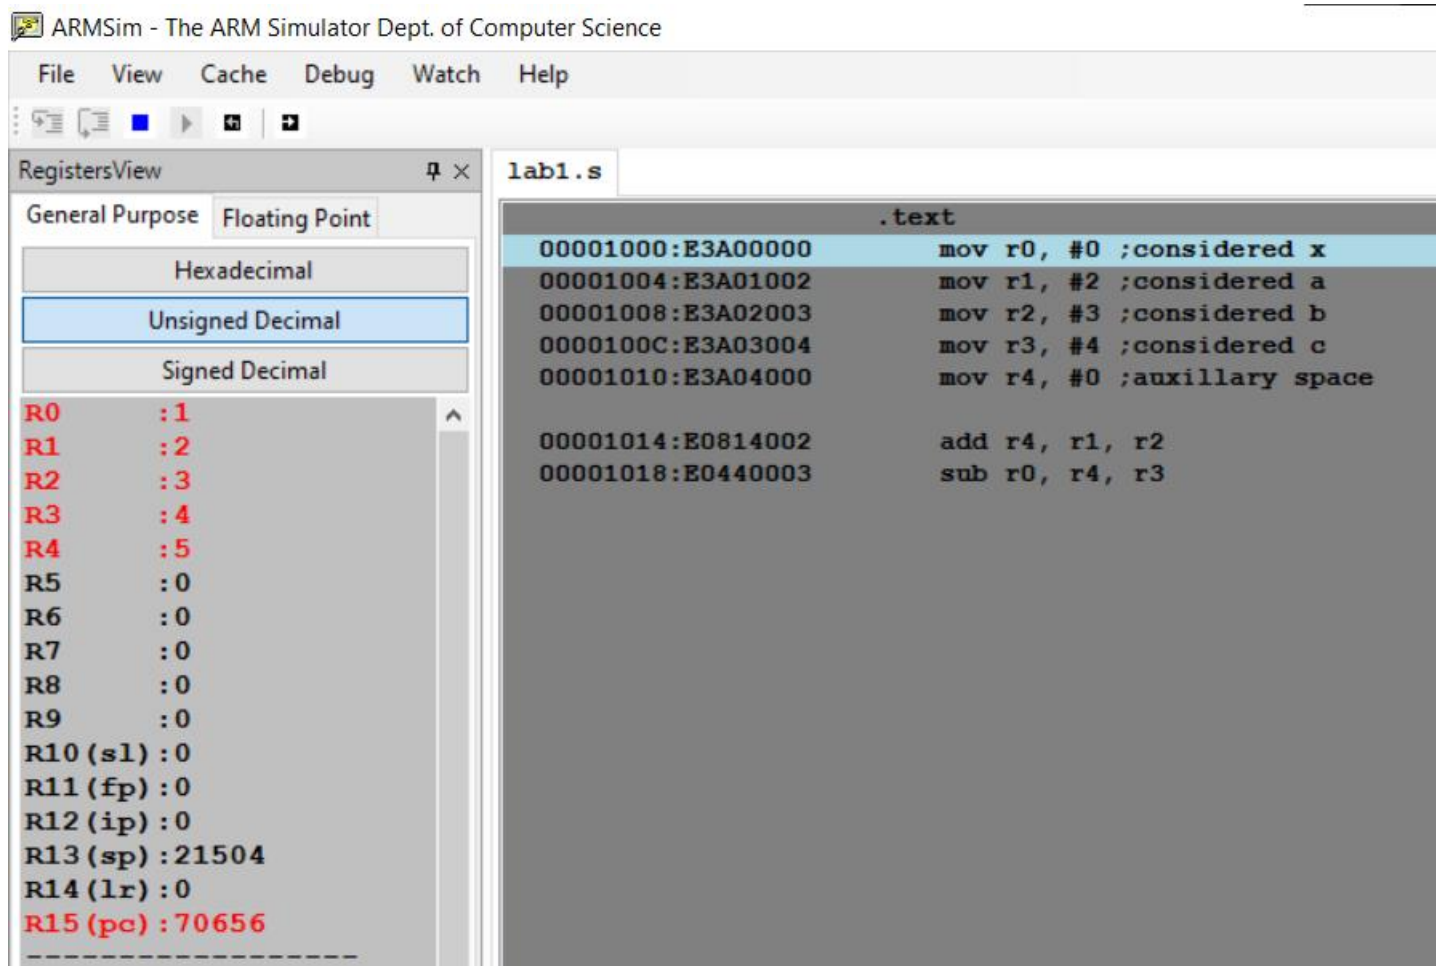 ARMSim - The ARM Simulator Dept. of Computer Science
File View Cache Debug Watch Help
RegistersView
General Purpose Floating Point
Hexadecimal
Unsigned Decimal
Signed Decimal
R0 :1
R1 :2
R2 :3
R3 :4
R4 :5
R5 :0
R6 :0
R7 :0
R8 :0
R9 :0
R10(sl):0
R11(fp):0
R12(ip):0
R13(sp):21504
R14(lr):0
R15(pc):70656
-------------------
lab1.s
.text
00001000:E3A00000 mov r0, #0 ;considered x
00001004:E3A01002 mov r1, #2 ;considered a
00001008:E3A02003 mov r2, #3 ;considered b
0000100C:E3A03004 mov r3, #4 ;considered c
00001010:E3A04000 mov r4, #0 ;auxillary space
00001014:E0814002 add r4, r1, r2
00001018:E0440003 sub r0, r4, r3